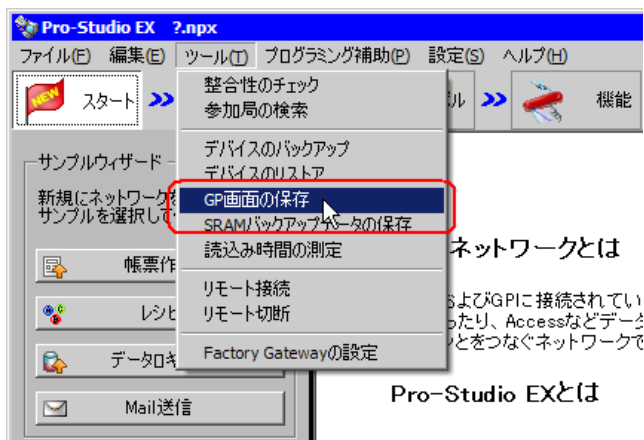 Pro-Studio EX ?.npx
ファイル(F) 編集(E) ツール(T) プログラミング補助(P) 設定(S) ヘルプ(H)
NEW
スタート
ル
機能
整合性のチェック
参加局の検索
デバイスのバックアップ
デバイスのリストア
GP画面の保存
SRAMバックアップデータの保存
読込み時間の測定
リモート接続
リモート切断
Factory Gatewayの設定
サンプルウィザード
新規にネットワークを
サンプルを選択して
帳票作
レシピ
データロギ
Mail送信
ネットワークとは
よびGPに接続されてい
ったり、Accessなどデータ
とをつなぐネットワークで
Pro-Studio EXとは